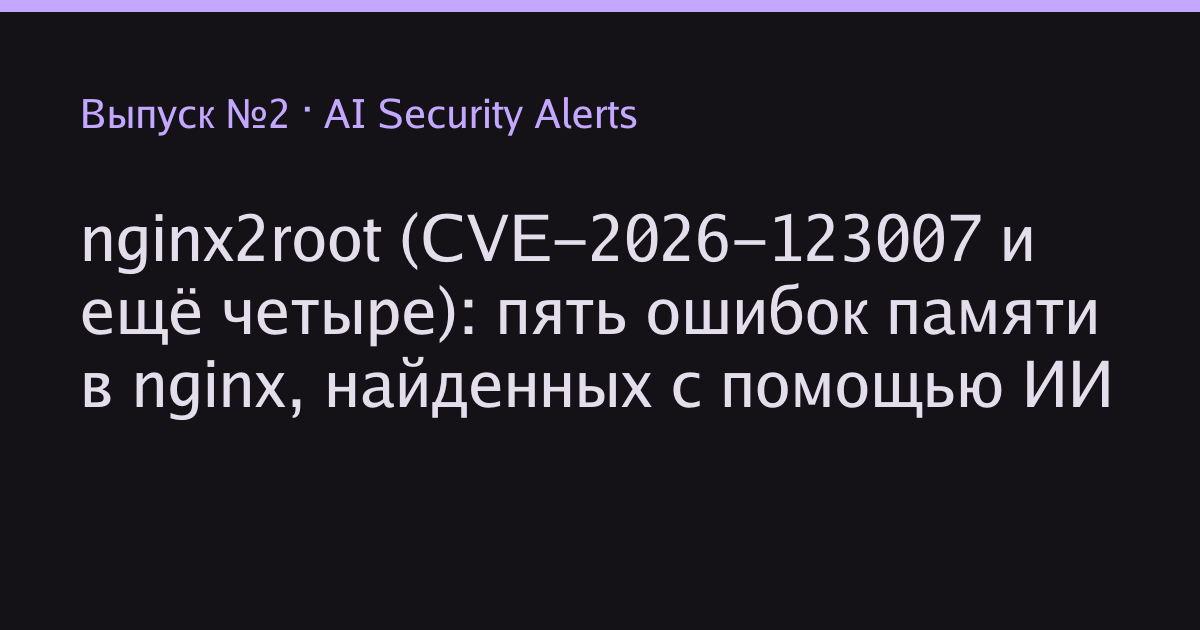 Выпуск №2 · AI Security Alerts
nginx2root (CVE-2026-123007 и
ещё четыре): пять ошибок памяти
в nginx, найденных с помощью ИИ